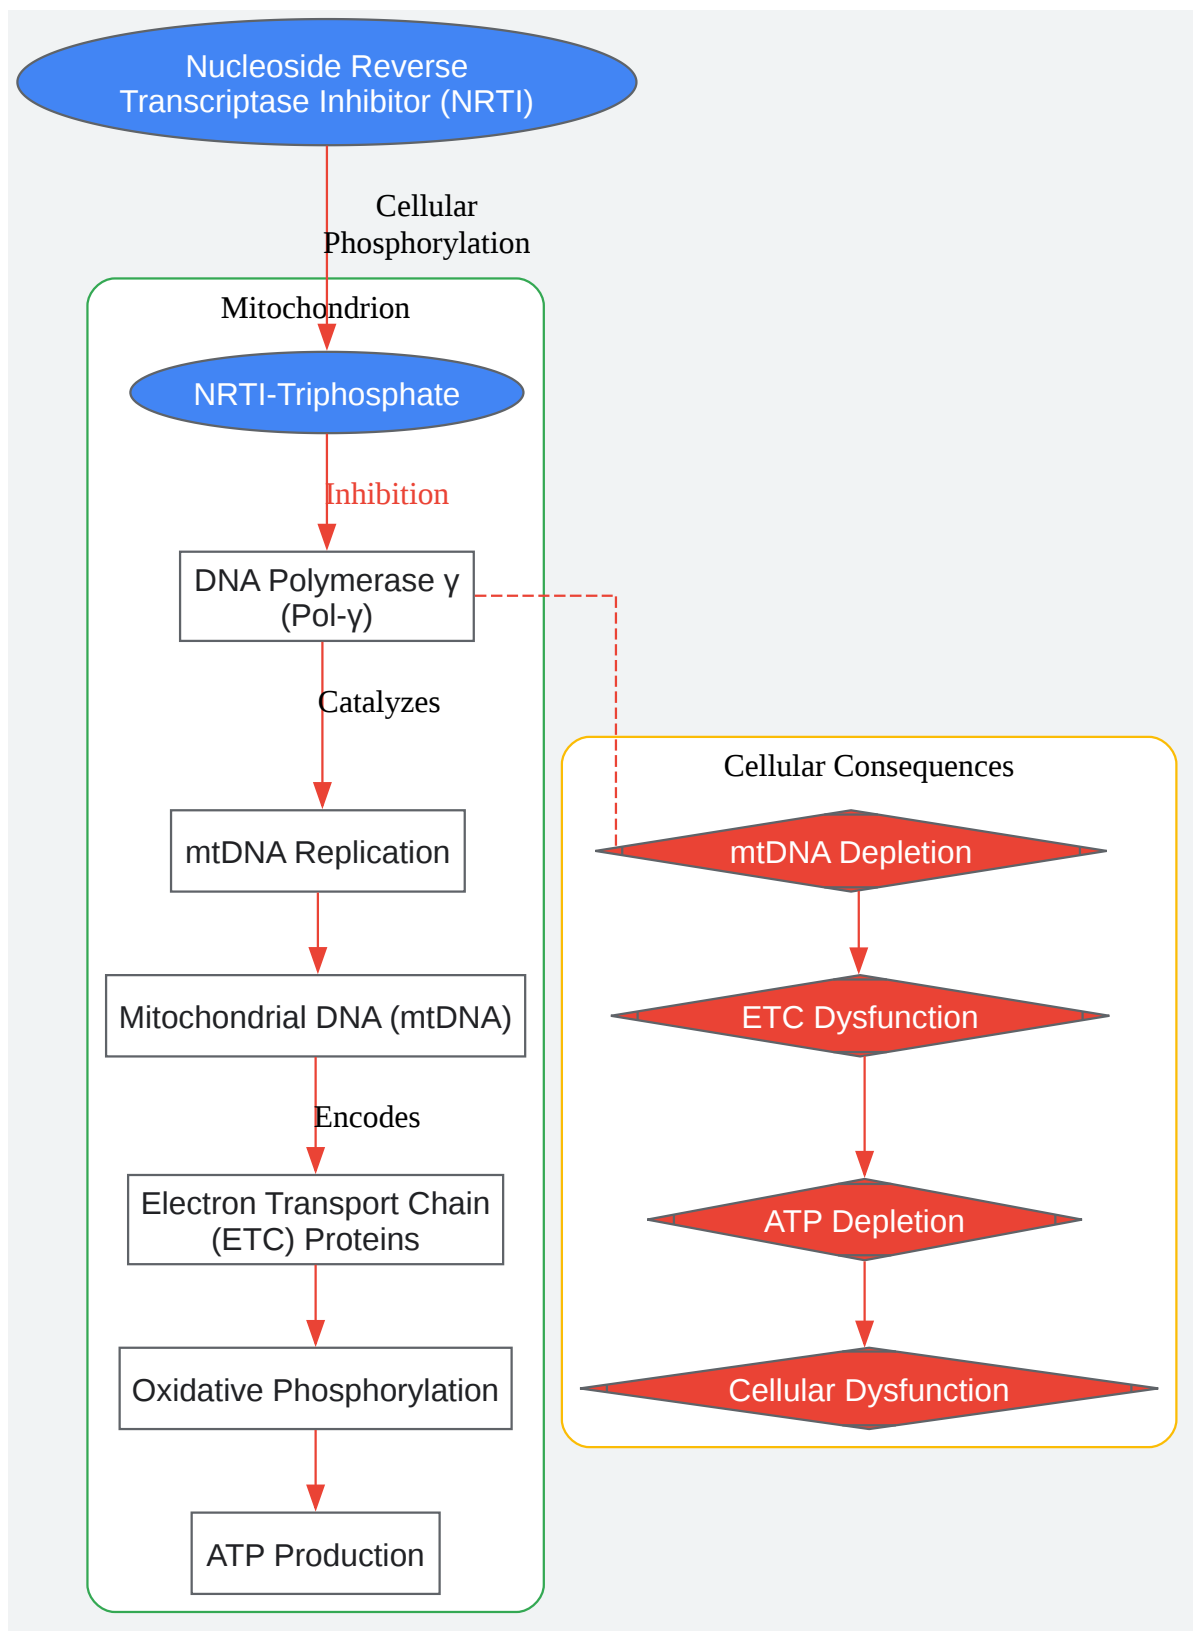 Nucleoside Reverse
Transcriptase Inhibitor (NRTI)
Cellular
Phosphorylation
Mitochondrion
NRTI-Triphosphate
Inhibition
DNA Polymerase γ
(Pol-γ)
Catalyzes
mtDNA Replication
Mitochondrial DNA (mtDNA)
Encodes
Electron Transport Chain
(ETC) Proteins
Oxidative Phosphorylation
ATP Production
Cellular Consequences
mtDNA Depletion
ETC Dysfunction
ATP Depletion
Cellular Dysfunction